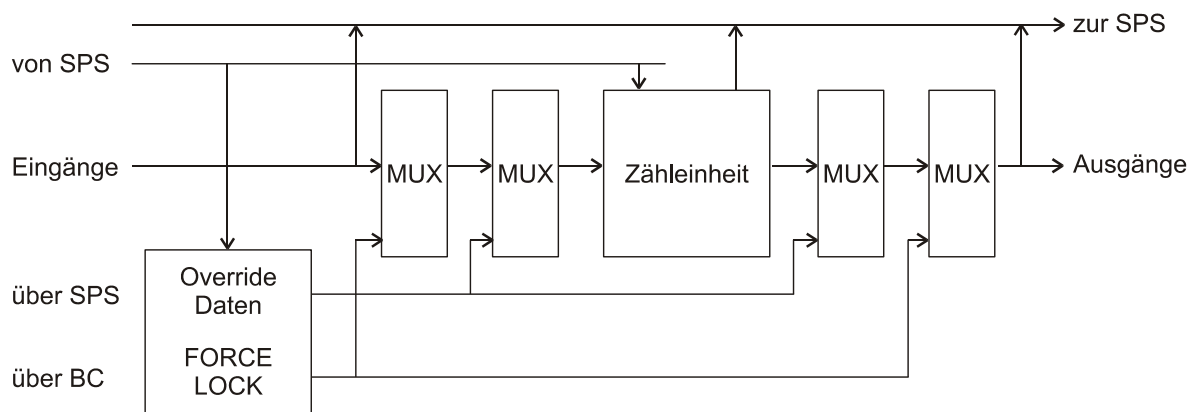 zur SPS
von SPS
Eingänge
MUX
MUX
Zähleinheit
MUX
MUX
Ausgänge
über SPS
Override
Daten
FORCE
LOCK
über BC